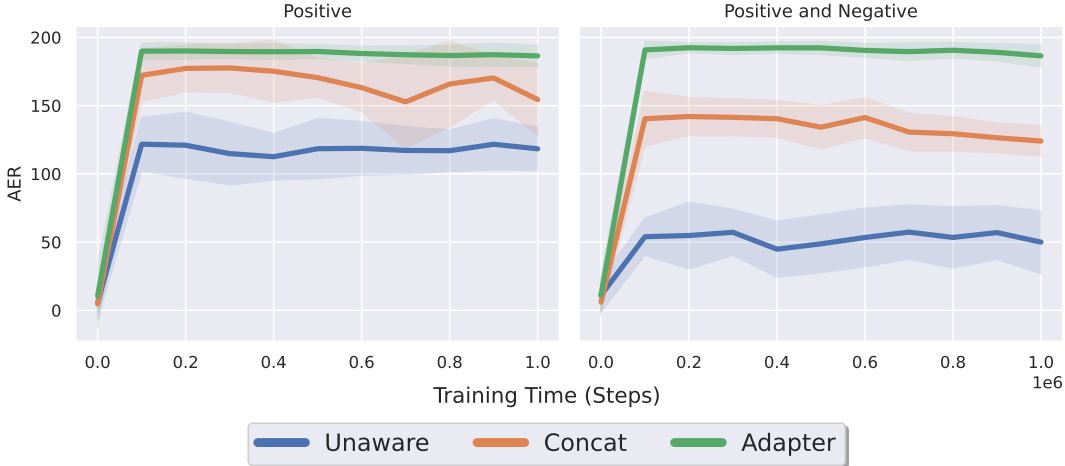 Positive
Positive and Negative
AER
200
150
100
50
0
0.0 0.2 0.4 0.6 0.8 1.0
0.0 0.2 0.4 0.6 0.8 1.0
1e6
Training Time (Steps)
Unaware Concat Adapter